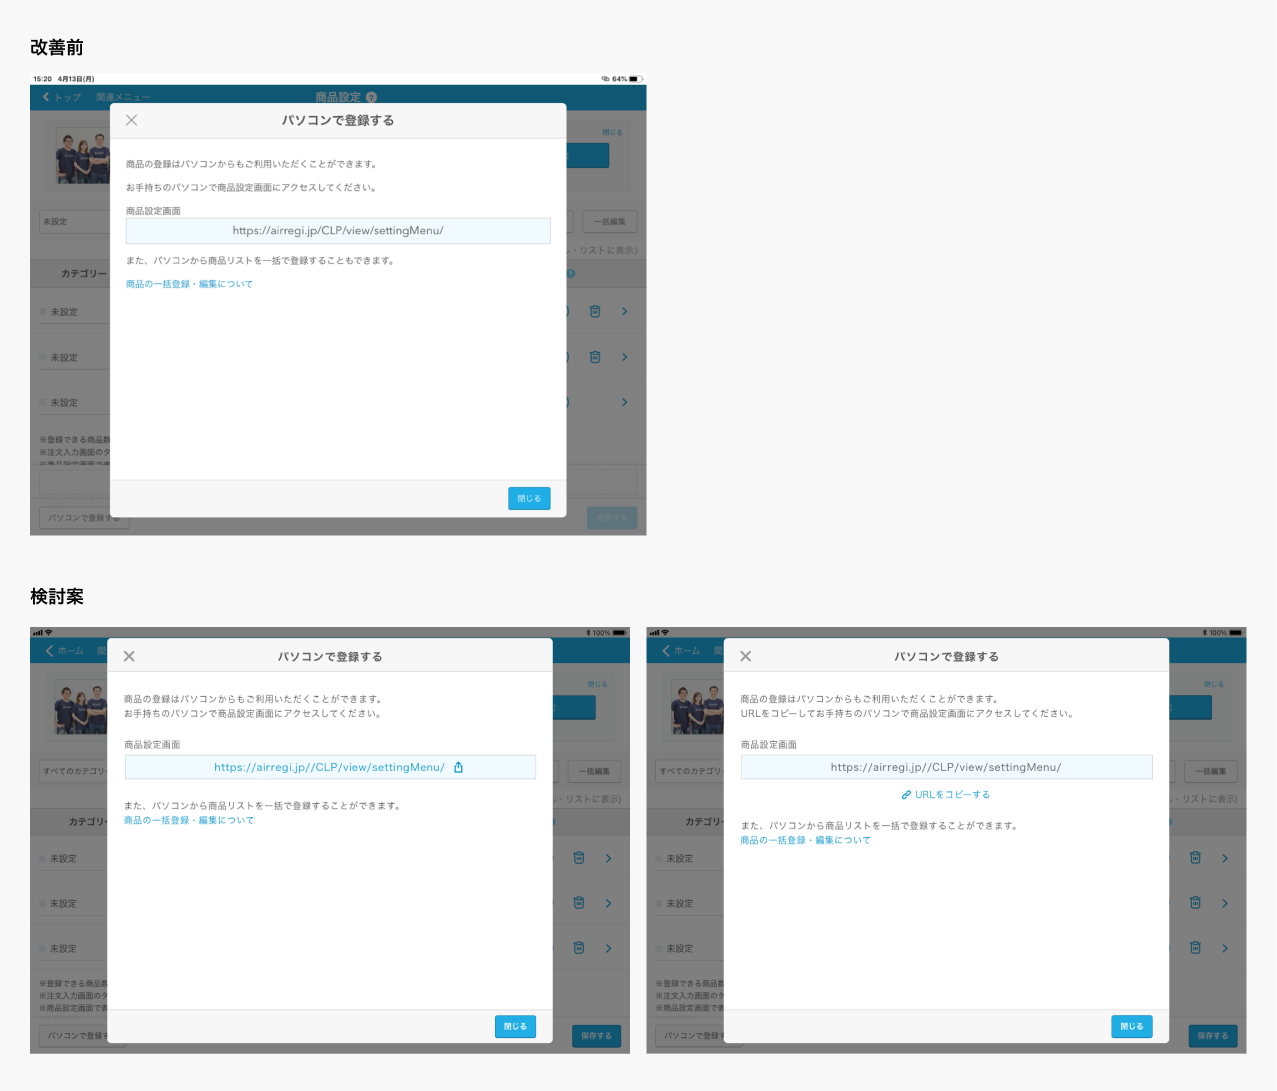 改善前
15:20 4月13日(月)
64%
トップ 関連メニュー 商品設定 ?
パソコンで登録する
閉じる
商品の登録はパソコンからもご利用いただくことができます。
お手持ちのパソコンで商品設定画面にアクセスしてください。
商品設定画面
未設定
一括編集
https://airregi.jp/CLP/view/settingMenu/
・リストに表示)
また、パソコンから商品リストを一括で登録することもできます。
カテゴリー
商品の一括登録・編集について
未設定
未設定
未設定
※登録できる商品数
※注文入力画面のタ
閉じる
パソコンで登録する
保存する
検討案
100%
ホーム 関
パソコンで登録する
閉じる
商品の登録はパソコンからもご利用いただくことができます。
お手持ちのパソコンで商品設定画面にアクセスしてください。
商品設定画面
すべてのカテゴリ
https://airregi.jp//CLP/view/settingMenu/
一括編集
・リストに表示)
また、パソコンから商品リストを一括で登録することができます。
商品の一括登録・編集について
カテゴリ
未設定
未設定
未設定
※登録できる商品数
※注文入力画面のタ
※商品設定画面で表
閉じる
パソコンで登録す
保存する
100%
ホーム 関
パソコンで登録する
閉じる
商品の登録はパソコンからもご利用いただくことができます。
URLをコピーしてお手持ちのパソコンで商品設定画面にアクセスしてください。
商品設定画面
すべてのカテゴリ
https://airregi.jp//CLP/view/settingMenu/
一括編集
URLをコピーする
・リストに表示)
また、パソコンから商品リストを一括で登録することができます。
商品の一括登録・編集について
カテゴリ
未設定
未設定
未設定
※登録できる商品数
※注文入力画面のタ
※商品設定画面で表
閉じる
パソコンで登録す
保存する